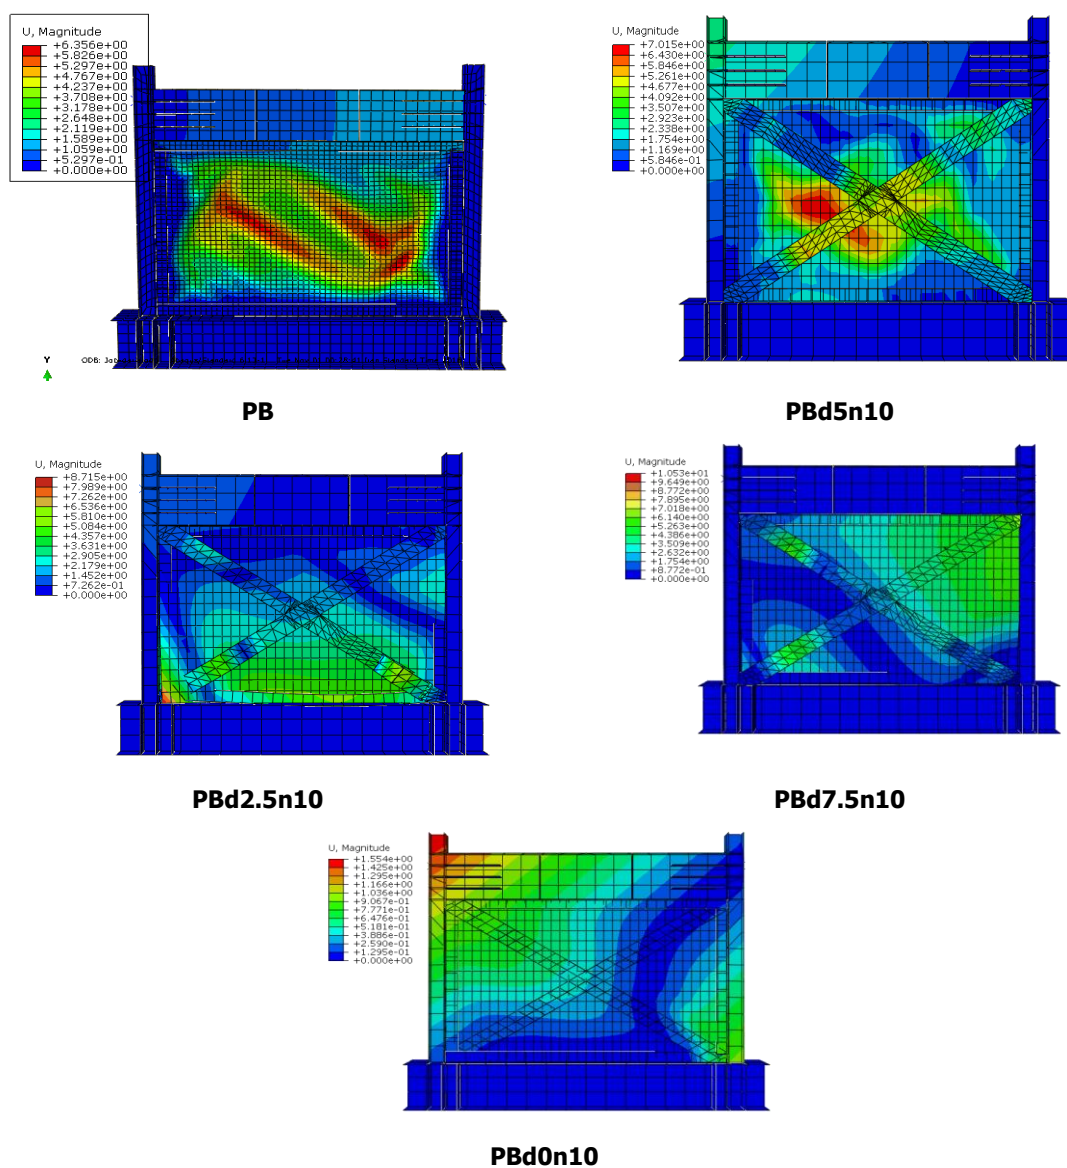 U, Magnitude
+6.356e+00
+5.826e+00
+5.297e+00
+4.767e+00
+4.237e+00
+3.708e+00
+3.178e+00
+2.648e+00
+2.119e+00
+1.589e+00
+1.059e+00
+5.297e-01
+0.000e+00
Y
ODB:
PB
U, Magnitude
+7.015e+00
+6.430e+00
+5.846e+00
+5.261e+00
+4.677e+00
+4.092e+00
+3.507e+00
+2.923e+00
+2.338e+00
+1.754e+00
+1.169e+00
+5.846e-01
+0.000e+00
PBd5n10
U, Magnitude
+8.715e+00
+7.989e+00
+7.262e+00
+6.536e+00
+5.810e+00
+5.084e+00
+4.357e+00
+3.631e+00
+2.905e+00
+2.179e+00
+1.452e+00
+7.262e-01
+0.000e+00
PBd2.5n10
U, Magnitude
+1.053e+01
+9.649e+00
+8.772e+00
+7.895e+00
+7.018e+00
+6.140e+00
+5.263e+00
+4.386e+00
+3.509e+00
+2.632e+00
+1.754e+00
+8.772e-01
+0.000e+00
PBd7.5n10
U, Magnitude
+1.554e+00
+1.425e+00
+1.295e+00
+1.166e+00
+1.036e+00
+9.067e-01
+7.771e-01
+6.476e-01
+5.181e-01
+3.886e-01
+2.590e-01
+1.295e-01
+0.000e+00
PBd0n10